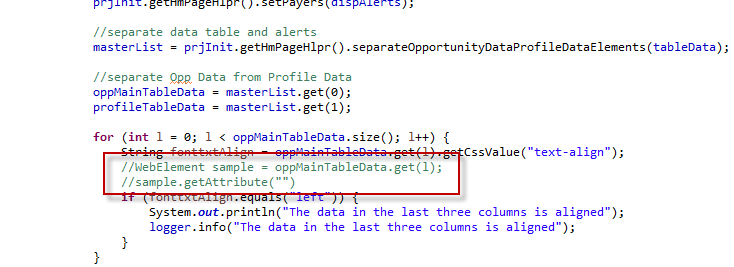 prjInit.getHmPageHlpr().setPayers(dispAlerts);
//separate data table and alerts
masterList = prjInit.getHmPageHlpr().separateOpportunityDataProfileDataElements(tableData);
//separate Opp Data from Profile Data
oppMainTableData = masterList.get(0);
profileTableData = masterList.get(1);
for (int l = 0; l < oppMainTableData.size(); l++) {
String fonttxtAlign = oppMainTableData.get(l).getCssValue("text-align");
//WebElement sample = oppMainTableData.get(l);
//sample.getAttribute("")
if (fonttxtAlign.equals("left")) {
System.out.println("The data in the last three columns is aligned");
logger.info("The data in the last three columns is aligned");
}
}